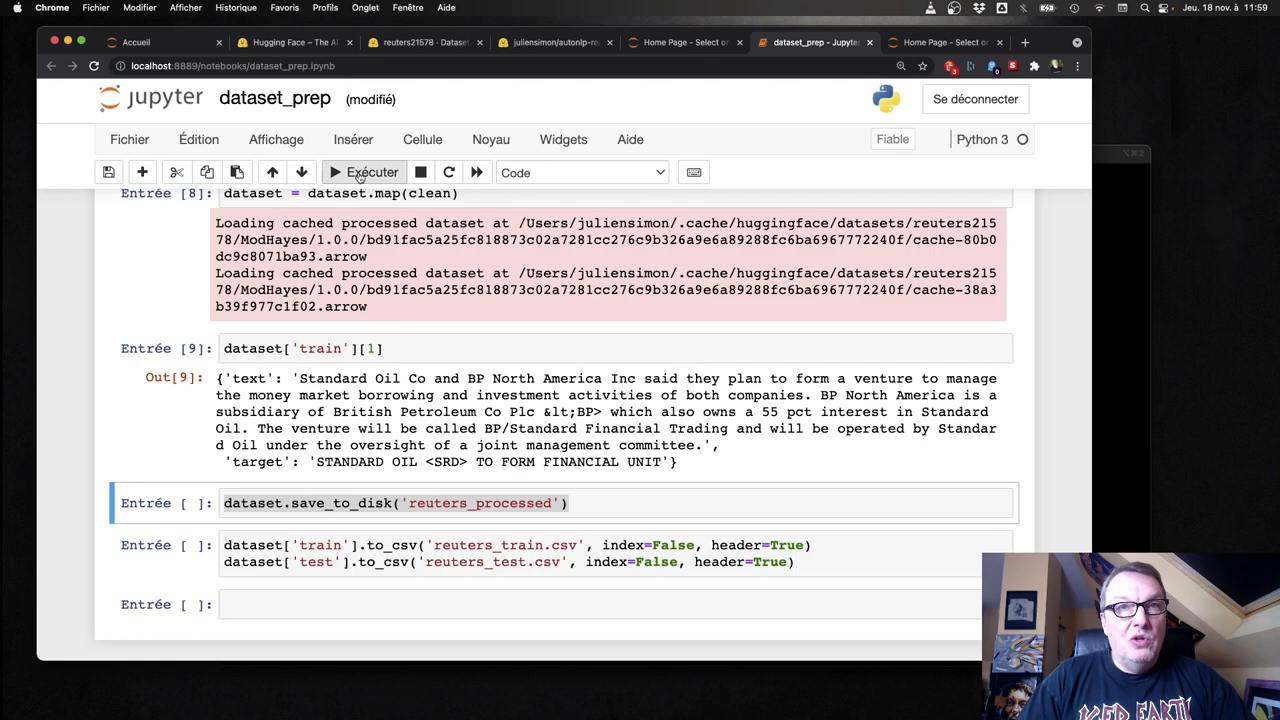 Chrome Fichier Modifier Afficher Historique Favoris Profils Onglet Fenêtre Aide Jeu. 18 nov. à 11:59
Accueil Hugging Face – The AI reuters21578 · Datase juliensimon/autonlp-re Home Page - Select or dataset_prep - Jupyter Home Page - Select or
localhost:8889/notebooks/dataset_prep.ipynb
jupyter dataset_prep (modifié) Se déconnecter
Fichier Édition Affichage Insérer Cellule Noyau Widgets Aide Fiable Python 3
Exécuter Code
⌥⌘2
Entrée [8]: dataset = dataset.map(clean)
Loading cached processed dataset at /Users/juliensimon/.cache/huggingface/datasets/reuters215
78/ModHayes/1.0.0/bd91fac5a25fc818873c02a7281cc276c9b326a9e6a89288fc6ba6967772240f/cache-80b0
dc9c8071ba93.arrow
Loading cached processed dataset at /Users/juliensimon/.cache/huggingface/datasets/reuters215
78/ModHayes/1.0.0/bd91fac5a25fc818873c02a7281cc276c9b326a9e6a89288fc6ba6967772240f/cache-38a3
b39f977c1f02.arrow
Entrée [9]: dataset['train'][1]
Out[9]: {'text': 'Standard Oil Co and BP North America Inc said they plan to form a venture to manage
the money market borrowing and investment activities of both companies. BP North America is a
subsidiary of British Petroleum Co Plc &lt;BP> which also owns a 55 pct interest in Standard
Oil. The venture will be called BP/Standard Financial Trading and will be operated by Standar
d Oil under the oversight of a joint management committee.',
'target': 'STANDARD OIL <SRD> TO FORM FINANCIAL UNIT'}
Entrée [ ]: dataset.save_to_disk('reuters_processed')
Entrée [ ]: dataset['train'].to_csv('reuters_train.csv', index=False, header=True)
dataset['test'].to_csv('reuters_test.csv', index=False, header=True)
Entrée [ ]:
ICED EARTH